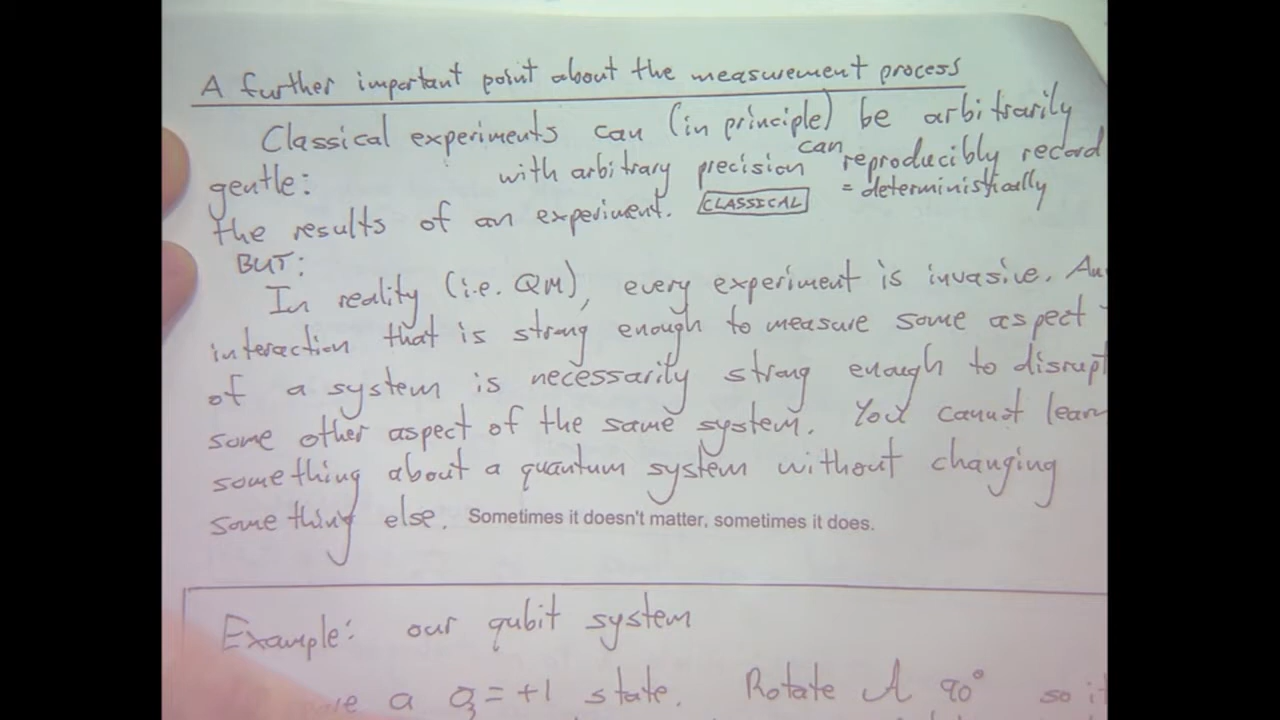 A further important point about the measurement process
Classical experiments can (in principle) be arbitrarily
gentle: with arbitrary precision can reproducibly record
= deterministically
the results of an experiment. CLASSICAL
BUT:
In reality (i.e. QM), every experiment is invasive. An
interaction that is strong enough to measure some aspect
of a system is necessarily strong enough to disrupt
some other aspect of the same system. You cannot learn
something about a quantum system without changing
something else. Sometimes it doesn't matter, sometimes it does.
Example: our qubit system
a = +1 state. Rotate A 90° so it